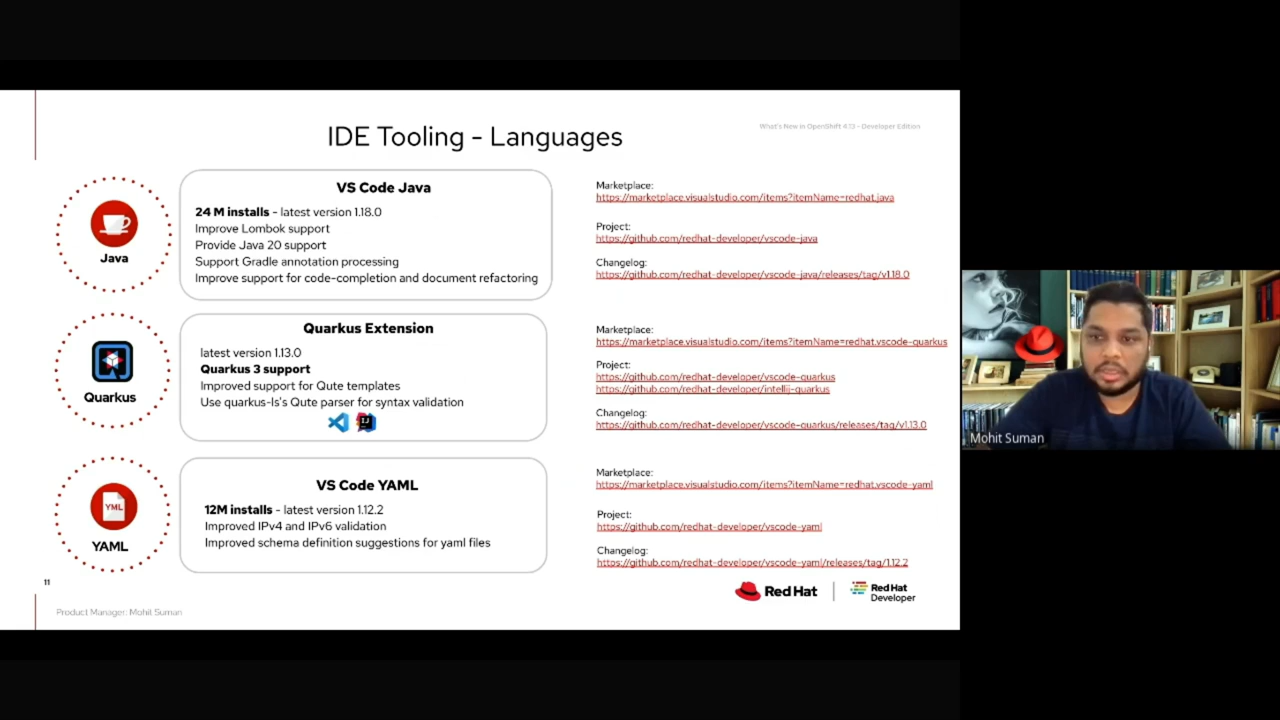 IDE Tooling - Languages
What's New in OpenShift 4.13 - Developer Edition
Java
VS Code Java
24 M installs - latest version 1.18.0
Improve Lombok support
Provide Java 20 support
Support Gradle annotation processing
Improve support for code-completion and document refactoring
Marketplace:
https://marketplace.visualstudio.com/items?itemName=redhat.java
Project:
https://github.com/redhat-developer/vscode-java
Changelog:
https://github.com/redhat-developer/vscode-java/releases/tag/v1.18.0
Quarkus
Quarkus Extension
latest version 1.13.0
Quarkus 3 support
Improved support for Qute templates
Use quarkus-ls's Qute parser for syntax validation
IJ
Marketplace:
https://marketplace.visualstudio.com/items?itemName=redhat.vscode-quarkus
Project:
https://github.com/redhat-developer/vscode-quarkus
https://github.com/redhat-developer/intellij-quarkus
Changelog:
https://github.com/redhat-developer/vscode-quarkus/releases/tag/v1.13.0
YML
YAML
VS Code YAML
12M installs - latest version 1.12.2
Improved IPv4 and IPv6 validation
Improved schema definition suggestions for yaml files
Marketplace:
https://marketplace.visualstudio.com/items?itemName=redhat.vscode-yaml
Project:
https://github.com/redhat-developer/vscode-yaml
Changelog:
https://github.com/redhat-developer/vscode-yaml/releases/tag/1.12.2
11
Product Manager: Mohit Suman
Red Hat
Red Hat
Developer
Mohit Suman